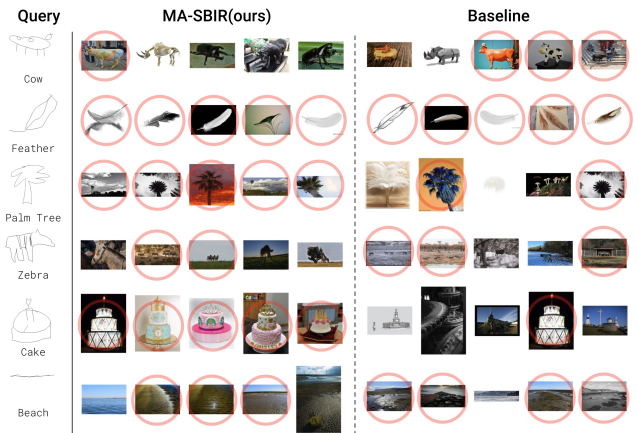 Query
MA-SBIR(ours)
Baseline
Cow
Feather
Palm Tree
Zebra
Cake
Beach